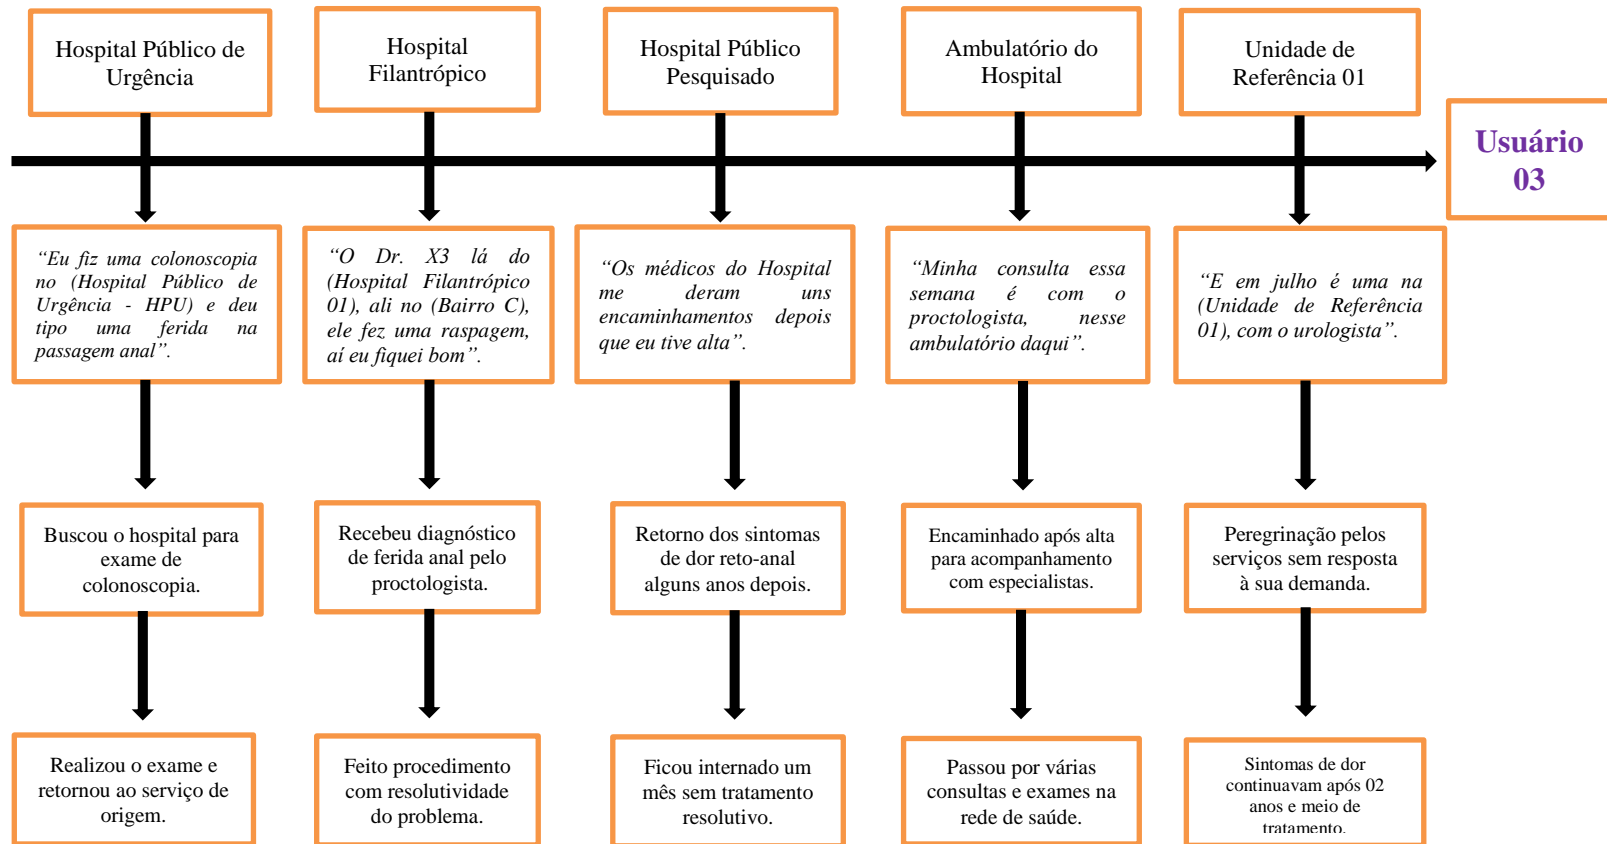 Hospital Público de
Urgência
Hospital
Filantrópico
Hospital Público
Pesquisado
Ambulatório do
Hospital
Unidade de
Referência 01
Usuário
03
“Eu fiz uma colonoscopia
no (Hospital Público de
Urgência - HPU) e deu
tipo uma ferida na
passagem anal”.
“O Dr. X3 lá do
(Hospital Filantrópico
01), ali no (Bairro C),
ele fez uma raspagem,
aí eu fiquei bom”.
“Os médicos do Hospital
me deram uns
encaminhamentos depois
que eu tive alta”.
“Minha consulta essa
semana é com o
proctologista, nesse
ambulatório daqui”.
“E em julho é uma na
(Unidade de Referência
01), com o urologista”.
Buscou o hospital para
exame de
colonoscopia.
Recebeu diagnóstico
de ferida anal pelo
proctologista.
Retorno dos sintomas
de dor reto-anal
alguns anos depois.
Encaminhado após alta
para acompanhamento
com especialistas.
Peregrinação pelos
serviços sem resposta
à sua demanda.
Realizou o exame e
retornou ao serviço de
origem.
Feito procedimento
com resolutividade
do problema.
Ficou internado um
mês sem tratamento
resolutivo.
Passou por várias
consultas e exames na
rede de saúde.
Sintomas de dor
continuavam após 02
anos e meio de
tratamento.